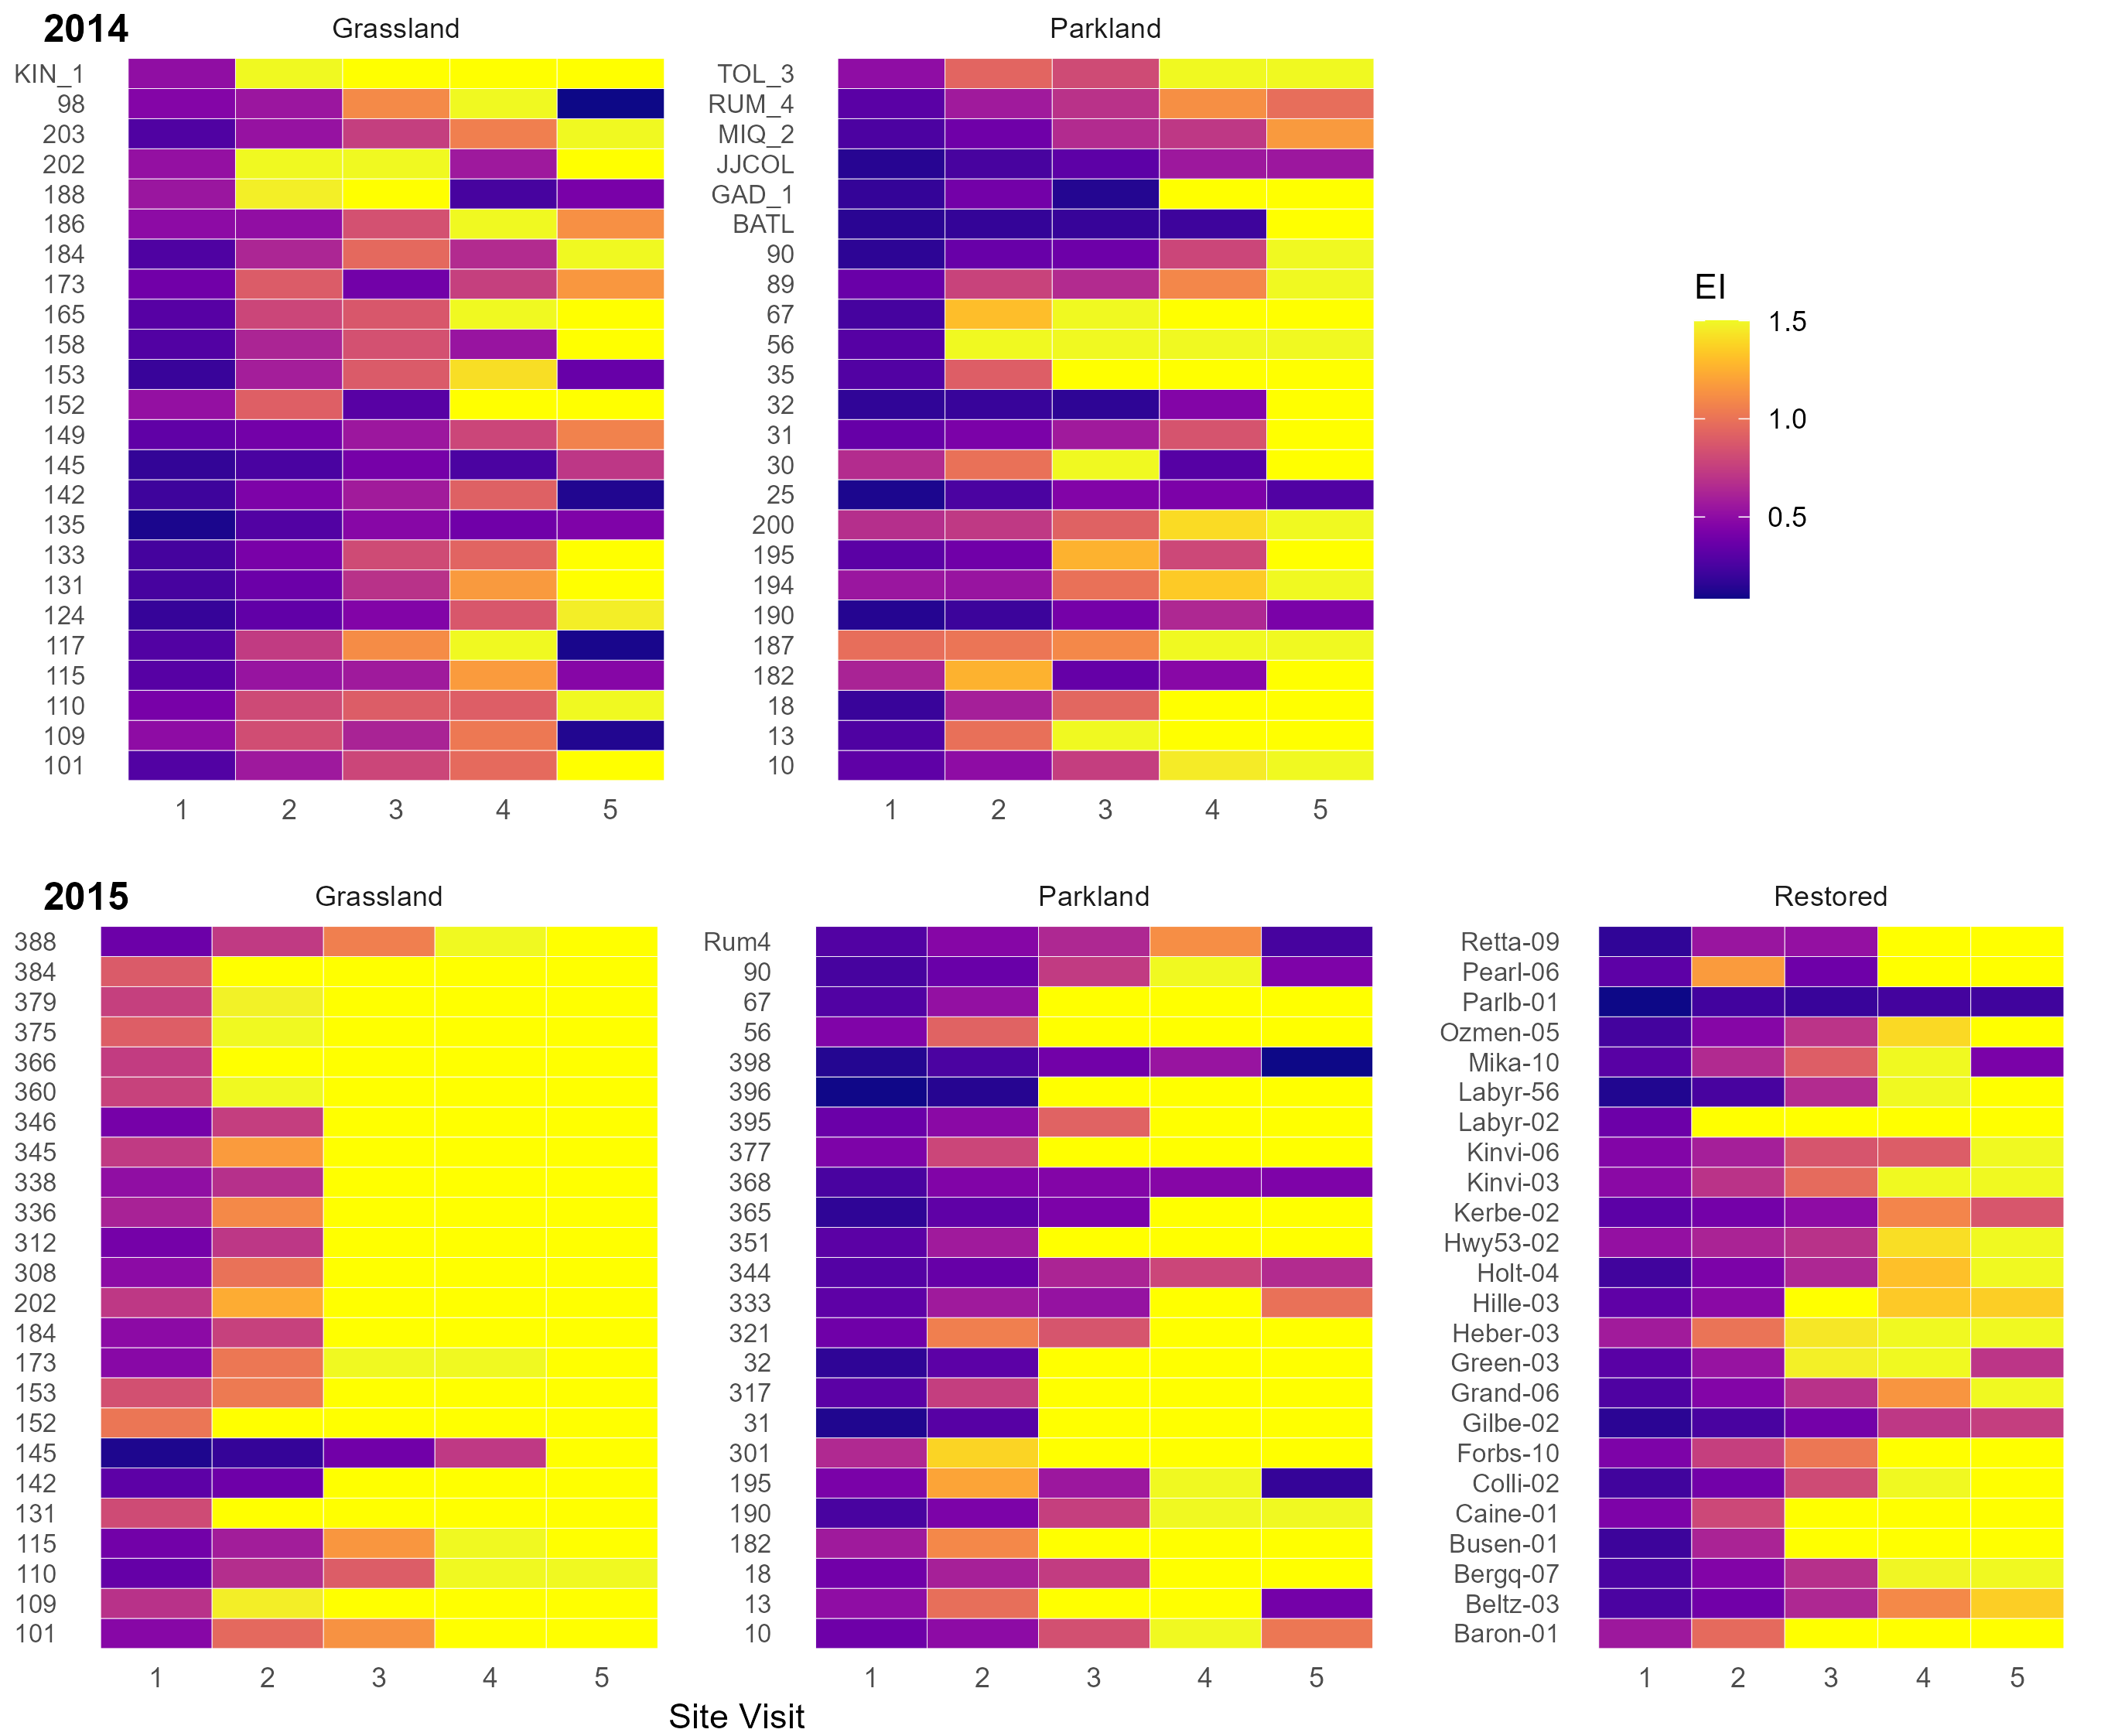 2014
Grassland
Parkland
KIN_1
98
203
202
188
186
184
173
165
158
153
152
149
145
142
135
133
131
124
117
115
110
109
101
1 2 3 4 5
TOL_3
RUM_4
MIQ_2
JJCOL
GAD_1
BATL
90
89
67
56
35
32
31
30
25
200
195
194
190
187
182
18
13
10
1 2 3 4 5
EI
1.5
1.0
0.5
2015
Grassland
Parkland
Restored
388
384
379
375
366
360
346
345
338
336
312
308
202
184
173
153
152
145
142
131
115
110
109
101
1 2 3 4 5
Rum4
90
67
56
398
396
395
377
368
365
351
344
333
321
32
317
31
301
195
190
182
18
13
10
1 2 3 4 5
Retta-09
Pearl-06
Parlb-01
Ozmen-05
Mika-10
Labyr-56
Labyr-02
Kinvi-06
Kinvi-03
Kerbe-02
Hwy53-02
Holt-04
Hille-03
Heber-03
Green-03
Grand-06
Gilbe-02
Forbs-10
Colli-02
Caine-01
Busen-01
Bergq-07
Beltz-03
Baron-01
1 2 3 4 5
Site Visit